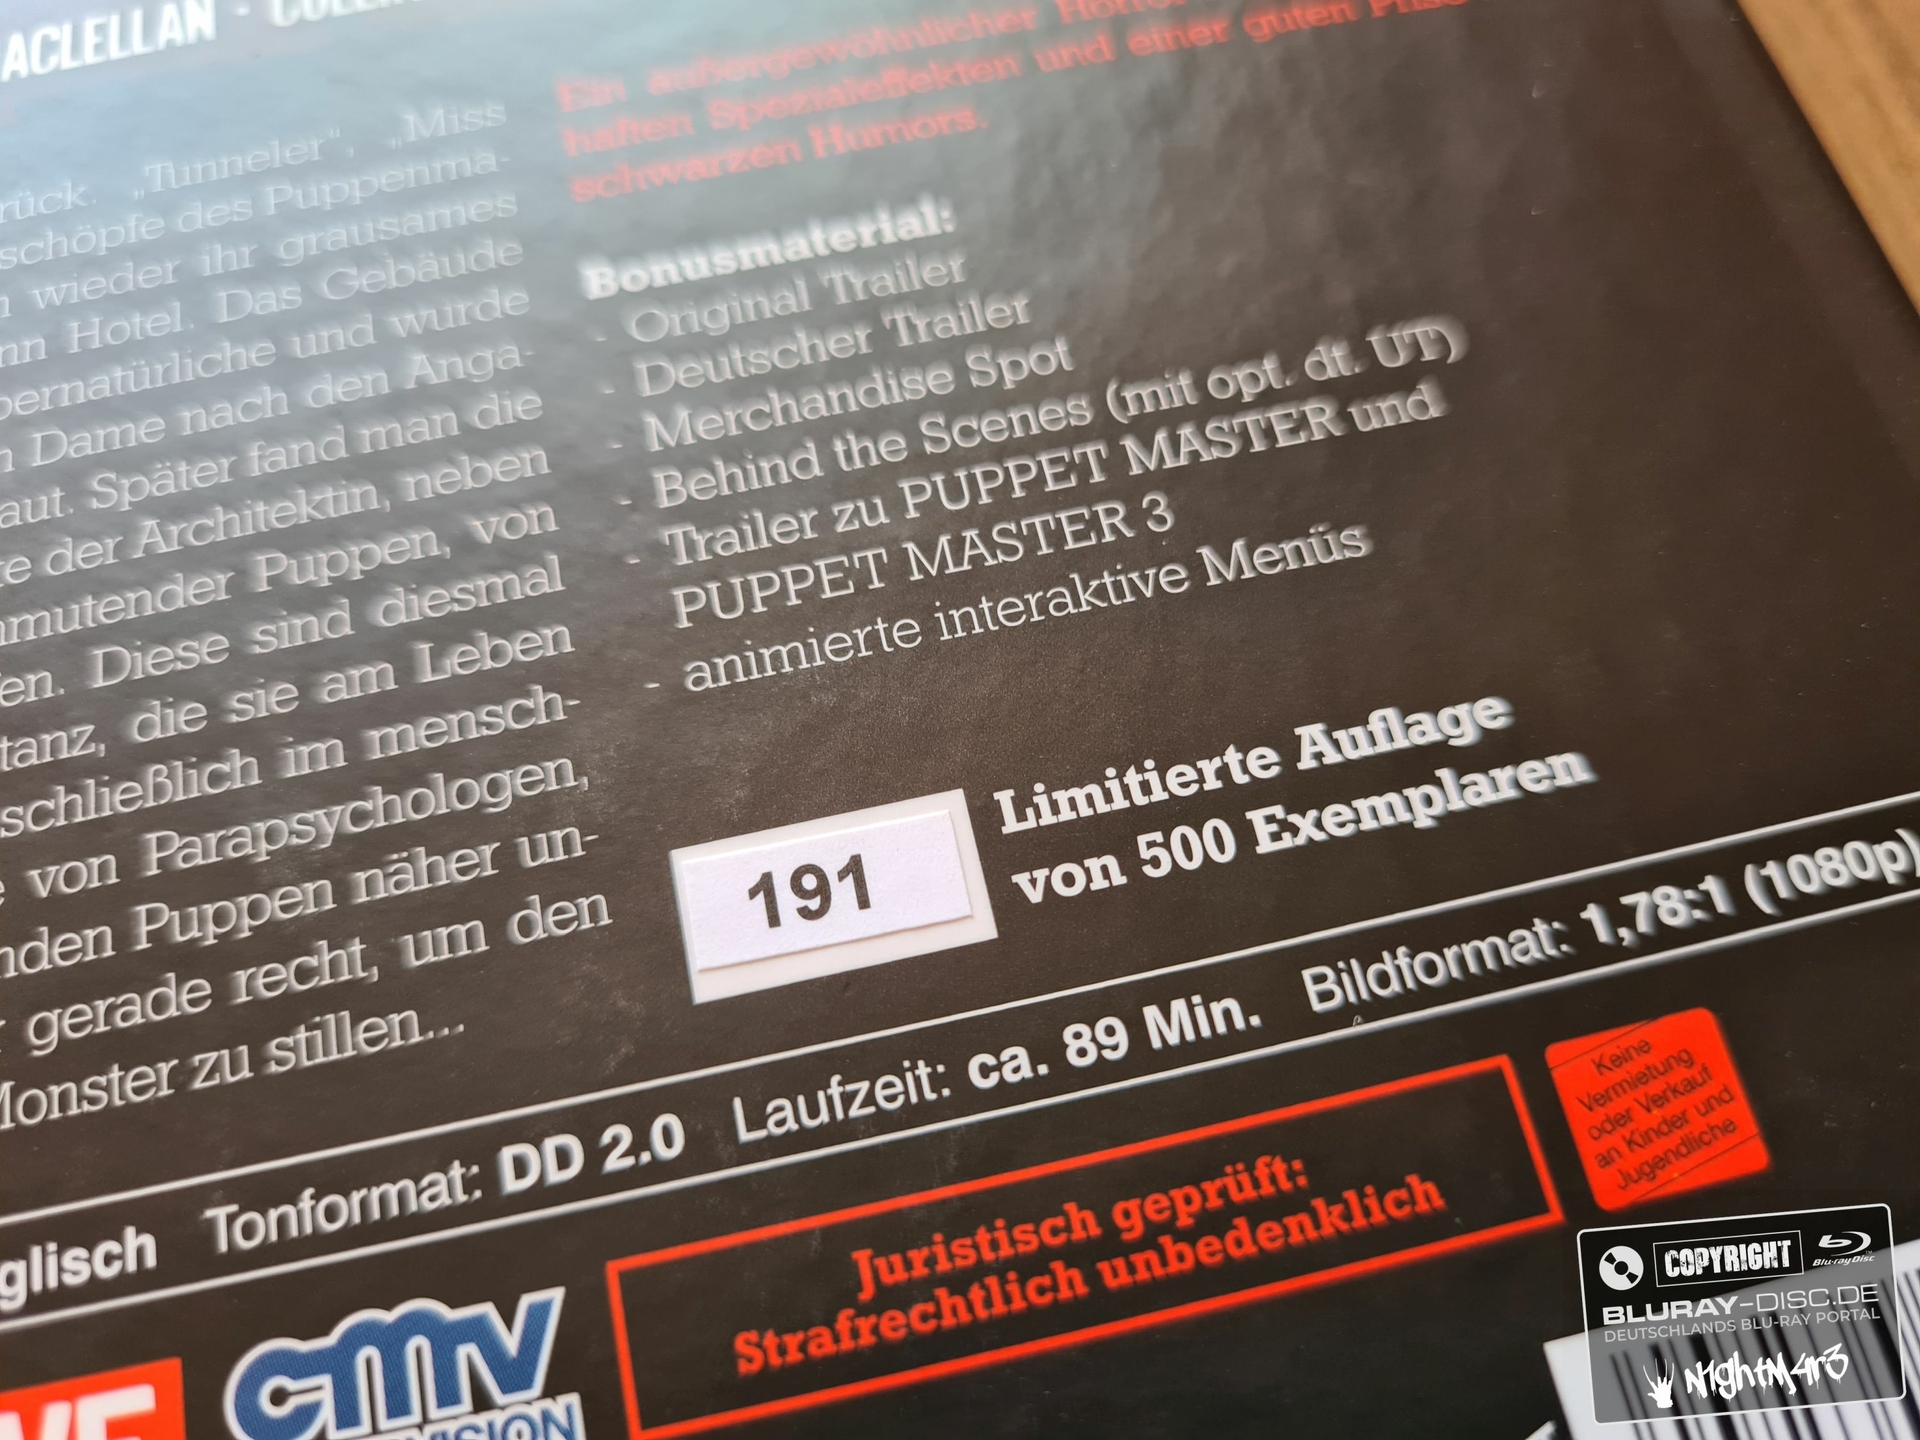 ACLELLAN ·
rück. „Tunneler“, „Miss
schöpfe des Puppenmä-
n wieder ihr grausames
nn Hotel. Das Gebäude
bernatürliche und wurde
n Dame nach den Angä-
aut. Später fand man die
te der Architektin, neben
nmutender Puppen, von
en. Diese sind diesmal
tanz, die sie am Leben
schließlich im mensch-
von Parapsychologen,
nden Puppen näher un-
gerade recht, um den
Monster zu stillen...
Ein außergewöhnlicher Horror
haften Spezialeffekten und einer guten Prise
schwarzen Humors.
Bonusmaterial:
- Original Trailer
- Deutscher Trailer
- Merchandise Spot
- Behind the Scenes (mit opt. dt. UT)
- Trailer zu PUPPET MASTER und
PUPPET MASTER 3
- animierte interaktive Menüs
191
Limitierte Auflage
von 500 Exemplaren
glisch Tonformat: DD 2.0 Laufzeit: ca. 89 Min. Bildformat: 1,78:1 (1080p)
cmv
VISION
Juristisch geprüft:
Strafrechtlich unbedenklich
Keine
Vermietung
oder Verkauf
an Kinder und
Jugendliche
COPYRIGHT
Blu-ray Disc
BLURAY-DISC.DE
DEUTSCHLANDS BLU-RAY PORTAL
N1ghtM4r3